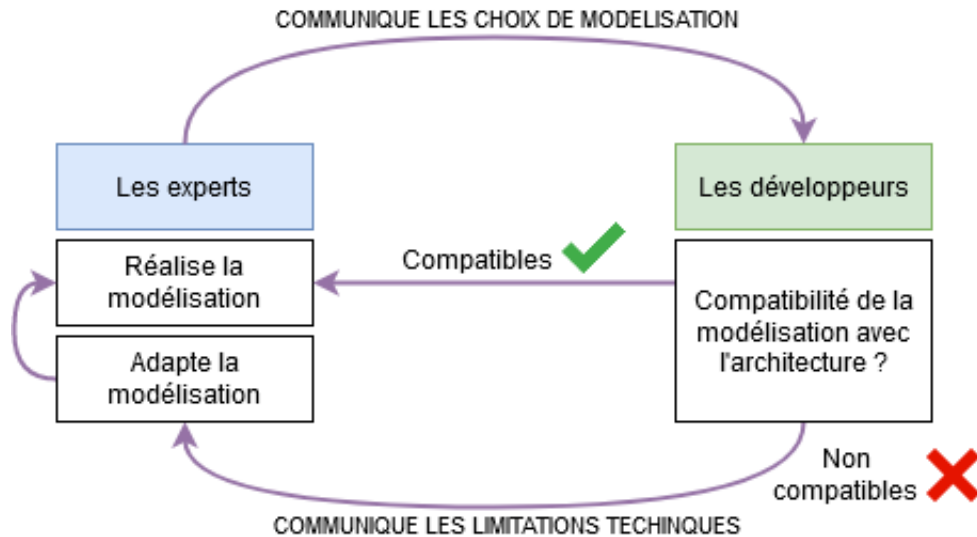 COMMUNIQUE LES CHOIX DE MODELISATION
Les experts
Les développeurs
Réalise la
modélisation
Compatibles
Compatibilité de la
modélisation avec
l'architecture ?
Adapte la
modélisation
Non
compatibles
COMMUNIQUE LES LIMITATIONS TECHINQUES